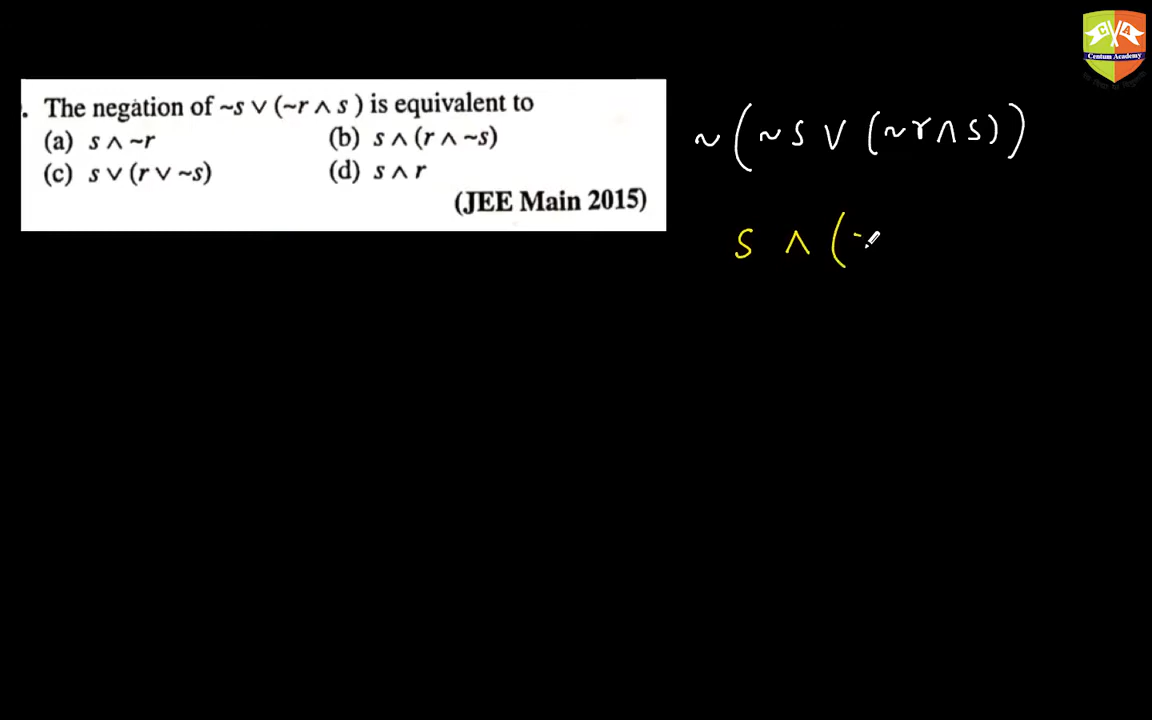 C A
Centum Academy
. The negation of ~s ∨ (~r ∧ s ) is equivalent to
(a) s ∧ ~r (b) s ∧ (r ∧ ~s)
(c) s ∨ (r ∨ ~s) (d) s ∧ r
(JEE Main 2015)
~(~s ∨ (~r ∧ s))
s ∧ (-